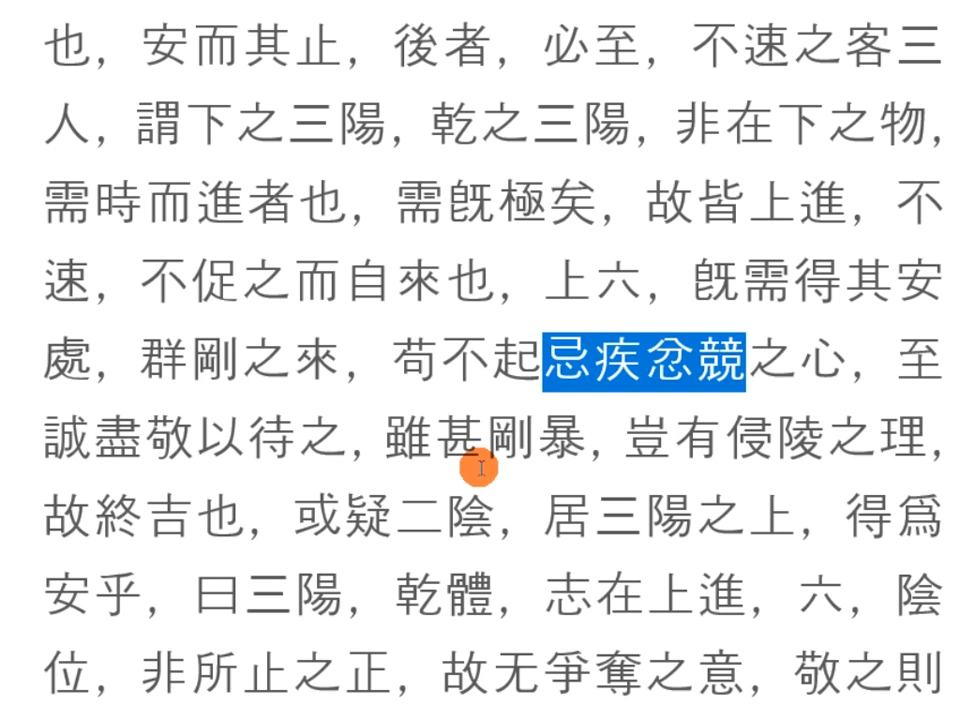 也, 安而其止, 後者, 必至, 不速之客三
人, 謂下之三陽, 乾之三陽, 非在下之物,
需時而進者也, 需旣極矣, 故皆上進, 不
速, 不促之而自來也, 上六, 旣需得其安
處, 群剛之來, 苟不起忌疾忿競之心, 至
誠盡敬以待之, 雖甚剛暴, 豈有侵陵之理,
故終吉也, 或疑二陰, 居三陽之上, 得爲
安乎, 曰三陽, 乾體, 志在上進, 六, 陰
位, 非所止之正, 故无爭奪之意, 敬之則